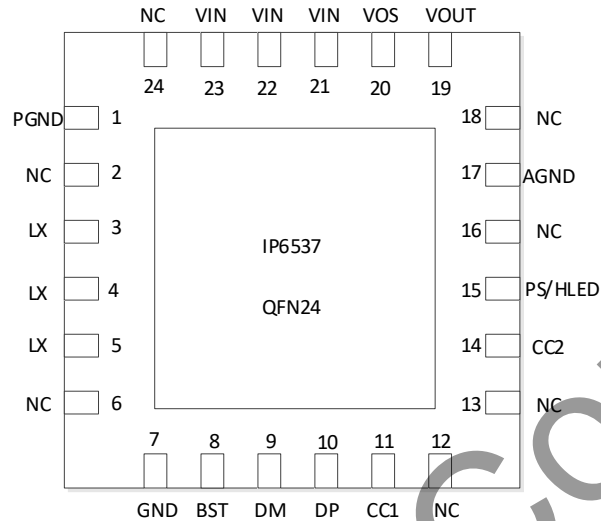 NC VIN VIN VIN VOS VOUT
24 23 22 21 20 19
PGND 1 18 NC
NC 2 17 AGND
LX 3 16 NC
IP6537
LX 4 15 PS/HLED
QFN24
LX 5 14 CC2
NC 6 13 NC
7 8 9 10 11 12
GND BST DM DP CC1 NC